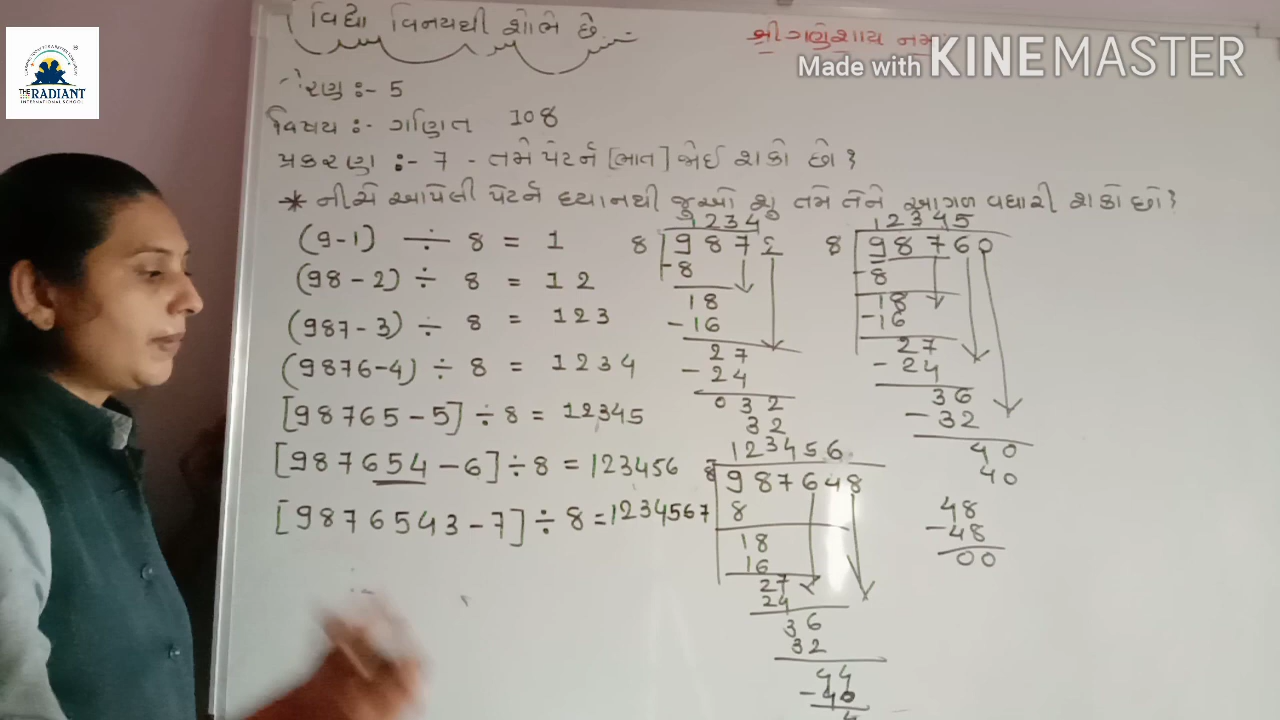 વિદ્યા વિનયથી શોભે છે.
શ્રી ગણેશાય નમઃ
Made with KINEMASTER
THE RADIANT
INTERNATIONAL SCHOOL
ધોરણ :- 5
વિષય :- ગણિત 108
પ્રકરણ :- 7 - તમે પેટર્ન [ભાત] જોઈ શકો છો ?
* નીચે આપેલી પેટર્ન ધ્યાનથી જુઓ શુ તમે તેને આગળ વધારી શકો છો ?
(9-1) ÷ 8 = 1
(98-2) ÷ 8 = 12
(987-3) ÷ 8 = 123
(9876-4) ÷ 8 = 1234
[98765-5] ÷ 8 = 12345
[987654-6] ÷ 8 = 123456
[9876543-7] ÷ 8 = 1234567
1234
8 9872
-8
18
-16
27
-24
032
32
12345
8 98760
-8
18
-16
27
-24
36
-32
40
40
123456
8 987648
8
18
16
27
24
36
32
44
-40
48
-48
00